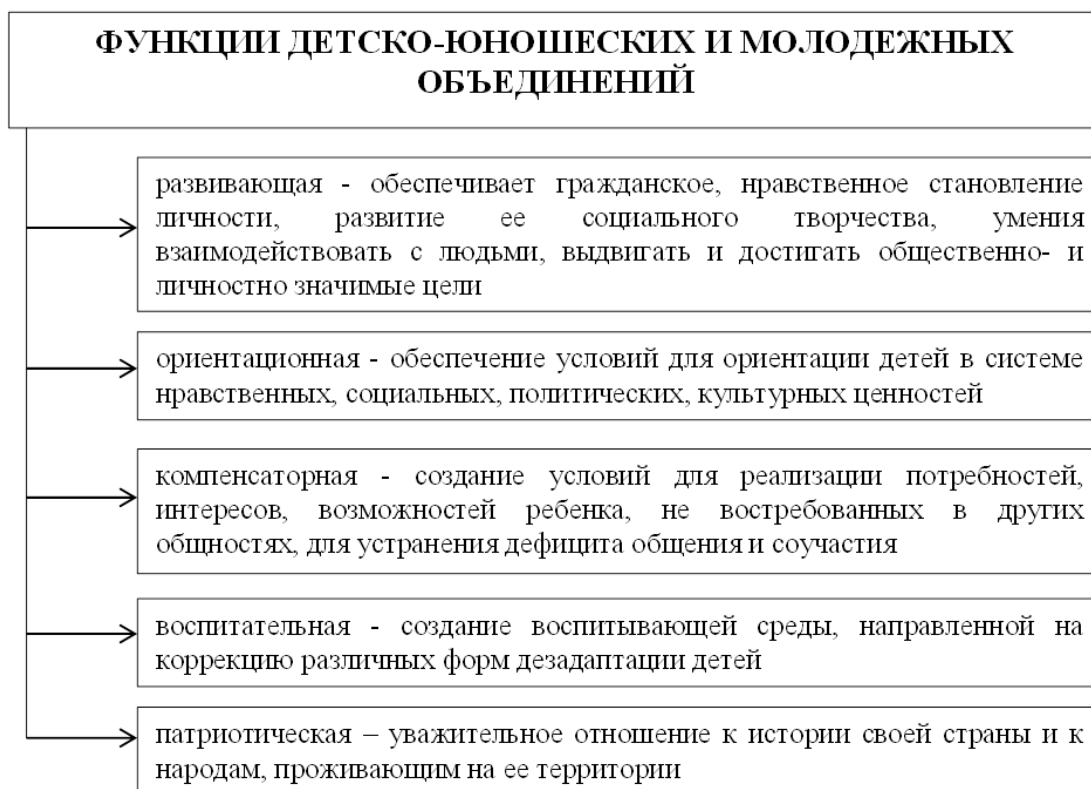 ФУНКЦИИ ДЕТСКО-ЮНОШЕСКИХ И МОЛОДЕЖНЫХ
ОБЪЕДИНЕНИЙ
развивающая - обеспечивает гражданское, нравственное становление
личности, развитие ее социального творчества, умения
взаимодействовать с людьми, выдвигать и достигать общественно- и
личностно значимые цели
ориентационная - обеспечение условий для ориентации детей в системе
нравственных, социальных, политических, культурных ценностей
компенсаторная - создание условий для реализации потребностей,
интересов, возможностей ребенка, не востребованных в других
общностях, для устранения дефицита общения и соучастия
воспитательная - создание воспитывающей среды, направленной на
коррекцию различных форм дезадаптации детей
патриотическая – уважительное отношение к истории своей страны и к
народам, проживающим на ее территории